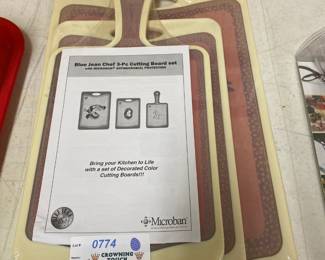 Blue Jean Chef 3-Pc Cutting Board set
WITH MICROBAN® ANTIMICROBIAL PROTECTION
Bring your Kitchen to Life
with a set of Decorated Color
Cutting Boards!!!
Microban®
Lot #
0774
CROWNING
TOUCH